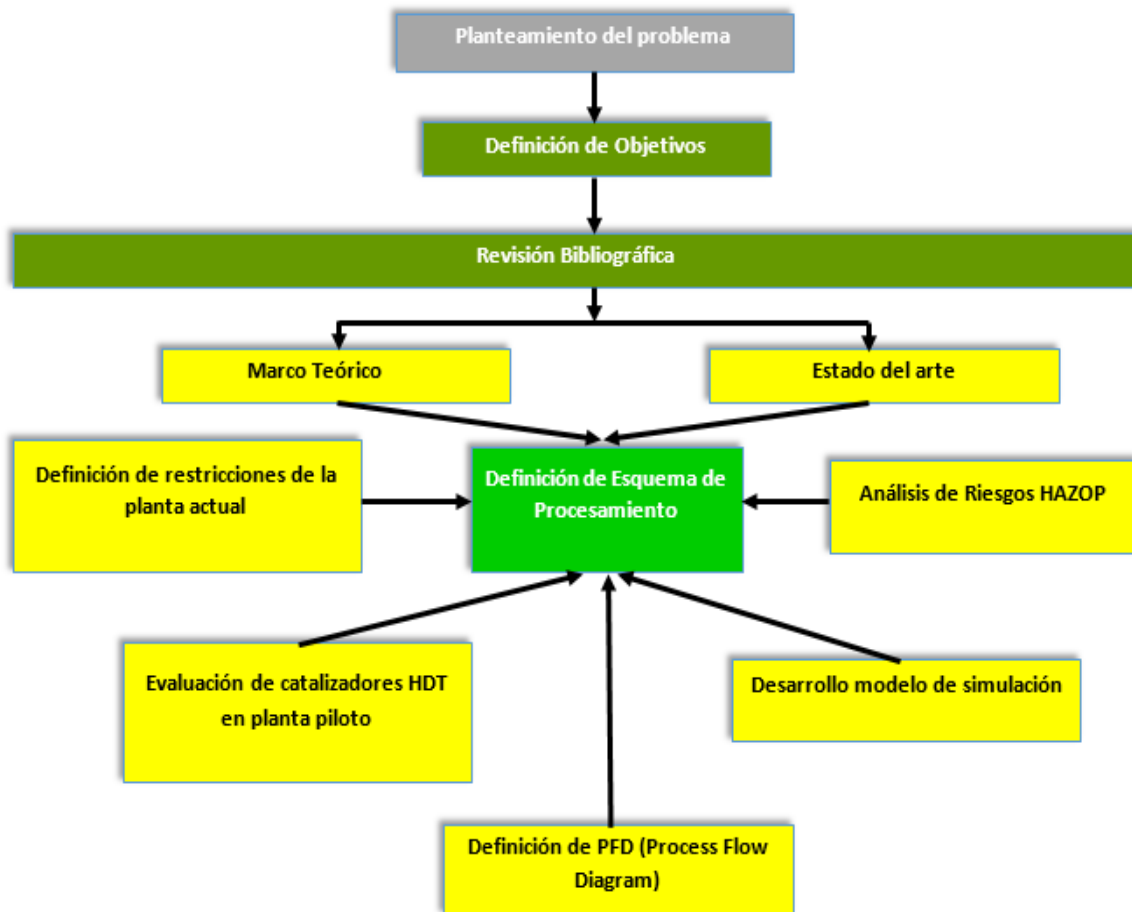 Planteamiento del problema
Definición de Objetivos
Revisión Bibliográfica
Marco Teórico
Estado del arte
Definición de restricciones de la
planta actual
Definición de Esquema de
Procesamiento
Análisis de Riesgos HAZOP
Evaluación de catalizadores HDT
en planta piloto
Desarrollo modelo de simulación
Definición de PFD (Process Flow
Diagram)